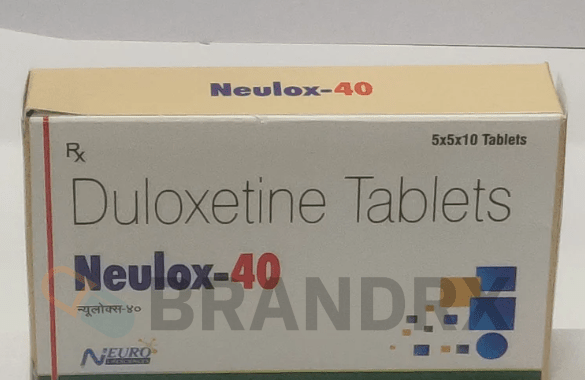 Neulox-40
Rx
5x5x10 Tablets
Duloxetine Tablets
Neulox-40
न्यूलोक्स-४०
BRANDRX
NEURO